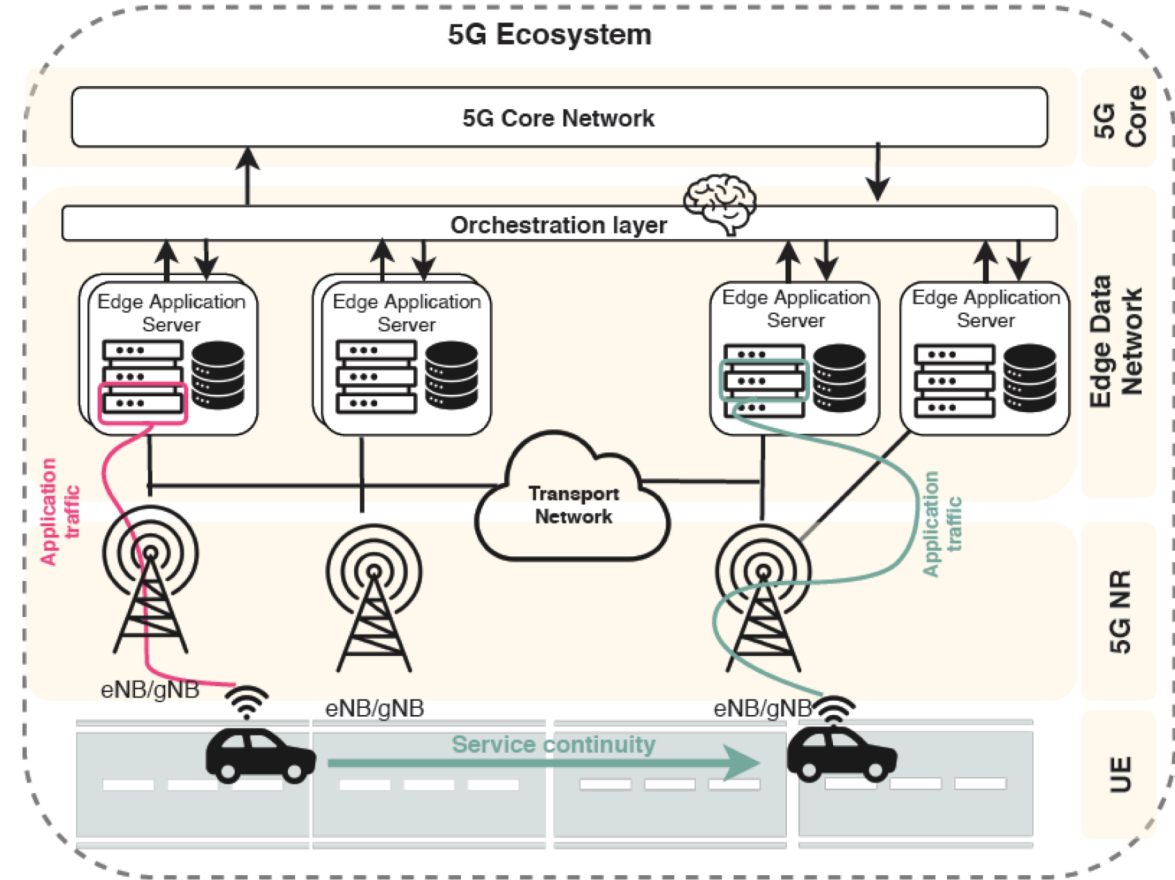 5G Ecosystem
5G Core Network
5G
Core
Orchestration layer
Edge Application
Server
Edge Application
Server
Edge Application
Server
Edge Application
Server
Edge Data
Network
Application
traffic
Transport
Network
Application
traffic
5G NR
eNB/gNB
eNB/gNB
eNB/gNB
Service continuity
UE